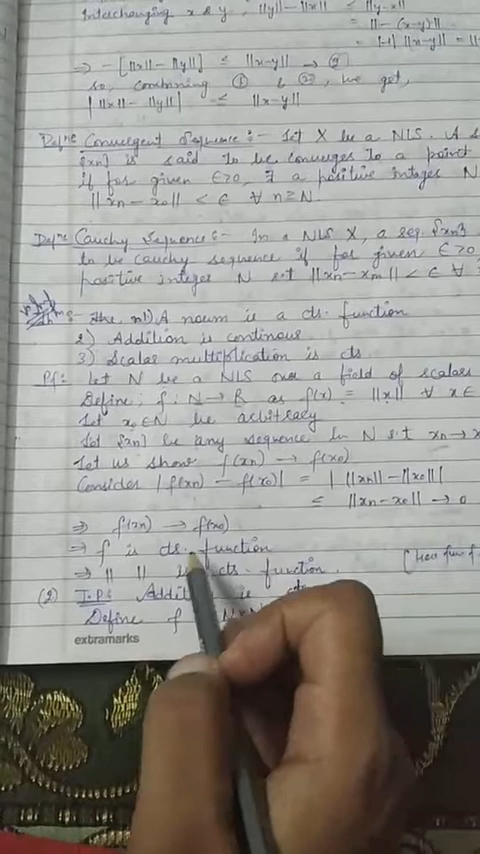 Interchanging x & y, ||y|| - ||x|| ≤ ||y-x||
= ||-(x-y)||
= |-1| ||x-y|| = ||
⇒ -[||x|| - ||y||] ≤ ||x-y|| → ②
so, combining ① & ②, we get,
| ||x|| - ||y|| | ≤ ||x-y||
Defⁿ: Convergent Sequence:- Let X be a NLS. A s
{xn} is said to be converges to a point
if for given ∈>0, ∃ a positive integer N
||xn - x0|| < ∈ ∀ n≥N.
Defⁿ: Cauchy Sequence:- In a NLS X, a seq. {xn}
to be cauchy sequence if for given ∈>0,
positive integer N s.t ||xn - xm|| < ∈ ∀
Thm: 1) A norm is a cts. function
2) Addition is continous
3) Scalar multiplication is cts
Pf: Let N be a NLS over a field of scalars
Define; f: N → R as f(x) = ||x|| ∀ x∈
Let x0∈N be arbitrary
Let {xn} be any sequence in N s.t xn → x
Let us show f(xn) → f(x0)
Consider |f(xn) - f(x0)| = | ||xn|| - ||x0|| |
≤ ||xn - x0|| → 0
⇒ f(xn) → f(x0)
⇒ f is cts. function
⇒ || || is cts. function.
(2) T.P: Addition is cts
Define f N×N
extramarks